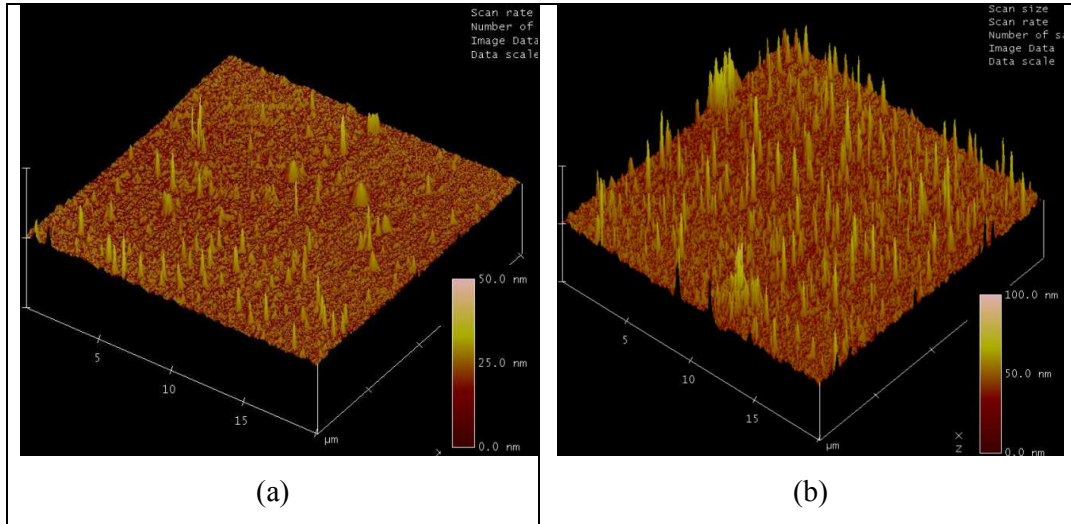 Scan rate
Number of
Image Data
Data scale
50.0 nm
25.0 nm
0.0 nm
5
10
15
µm
(a)
Scan size
Scan rate
Number of sa
Image Data
Data scale
100.0 nm
50.0 nm
0.0 nm
5
10
15
µm
X
Z
(b)